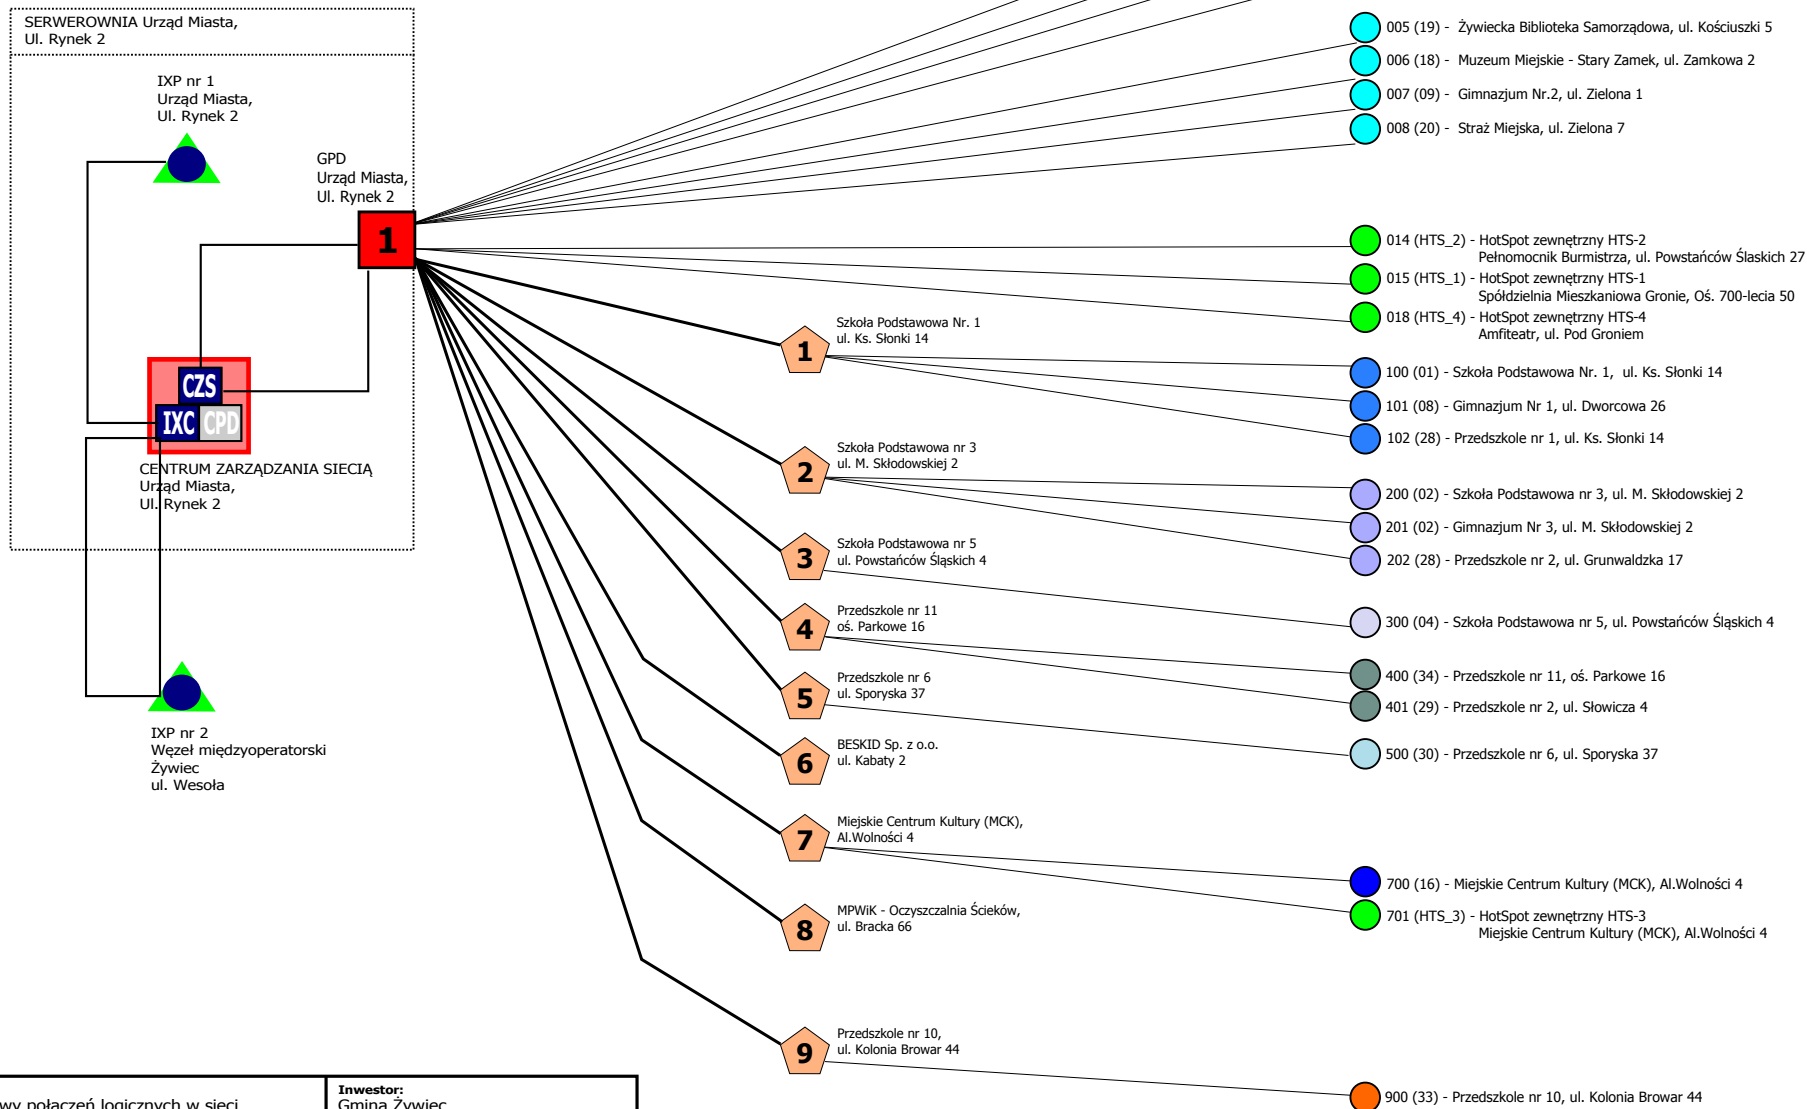 SERWEROWNIA Urząd Miasta,
Ul. Rynek 2
IXP nr 1
Urząd Miasta,
Ul. Rynek 2
GPD
Urząd Miasta,
Ul. Rynek 2
1
CZS
IXC CPD
CENTRUM ZARZĄDZANIA SIECIĄ
Urząd Miasta,
Ul. Rynek 2
IXP nr 2
Węzeł międzyoperatorski
Żywiec
ul. Wesoła
Szkoła Podstawowa Nr. 1
ul. Ks. Słonki 14
1
Szkoła Podstawowa nr 3
ul. M. Skłodowskiej 2
2
Szkoła Podstawowa nr 5
ul. Powstańców Śląskich 4
3
Przedszkole nr 11
oś. Parkowe 16
4
Przedszkole nr 6
ul. Sporyska 37
5
BESKID Sp. z o.o.
ul. Kabaty 2
6
Miejskie Centrum Kultury (MCK),
Al.Wolności 4
7
MPWiK - Oczyszczalnia Ścieków,
ul. Bracka 66
8
Przedszkole nr 10,
ul. Kolonia Browar 44
9
005 (19) - Żywiecka Biblioteka Samorządowa, ul. Kościuszki 5
006 (18) - Muzeum Miejskie - Stary Zamek, ul. Zamkowa 2
007 (09) - Gimnazjum Nr.2, ul. Zielona 1
008 (20) - Straż Miejska, ul. Zielona 7
014 (HTS_2) - HotSpot zewnętrzny HTS-2
Pełnomocnik Burmistrza, ul. Powstańców Ślaskich 27
015 (HTS_1) - HotSpot zewnętrzny HTS-1
Spółdzielnia Mieszkaniowa Gronie, Oś. 700-lecia 50
018 (HTS_4) - HotSpot zewnętrzny HTS-4
Amfiteatr, ul. Pod Groniem
100 (01) - Szkoła Podstawowa Nr. 1, ul. Ks. Słonki 14
101 (08) - Gimnazjum Nr 1, ul. Dworcowa 26
102 (28) - Przedszkole nr 1, ul. Ks. Słonki 14
200 (02) - Szkoła Podstawowa nr 3, ul. M. Skłodowskiej 2
201 (02) - Gimnazjum Nr 3, ul. M. Skłodowskiej 2
202 (28) - Przedszkole nr 2, ul. Grunwaldzka 17
300 (04) - Szkoła Podstawowa nr 5, ul. Powstańców Śląskich 4
400 (34) - Przedszkole nr 11, oś. Parkowe 16
401 (29) - Przedszkole nr 2, ul. Słowicza 4
500 (30) - Przedszkole nr 6, ul. Sporyska 37
700 (16) - Miejskie Centrum Kultury (MCK), Al.Wolności 4
701 (HTS_3) - HotSpot zewnętrzny HTS-3
Miejskie Centrum Kultury (MCK), Al.Wolności 4
900 (33) - Przedszkole nr 10, ul. Kolonia Browar 44
połączeń logicznych w sieci
Inwestor:
Gmina Żywiec